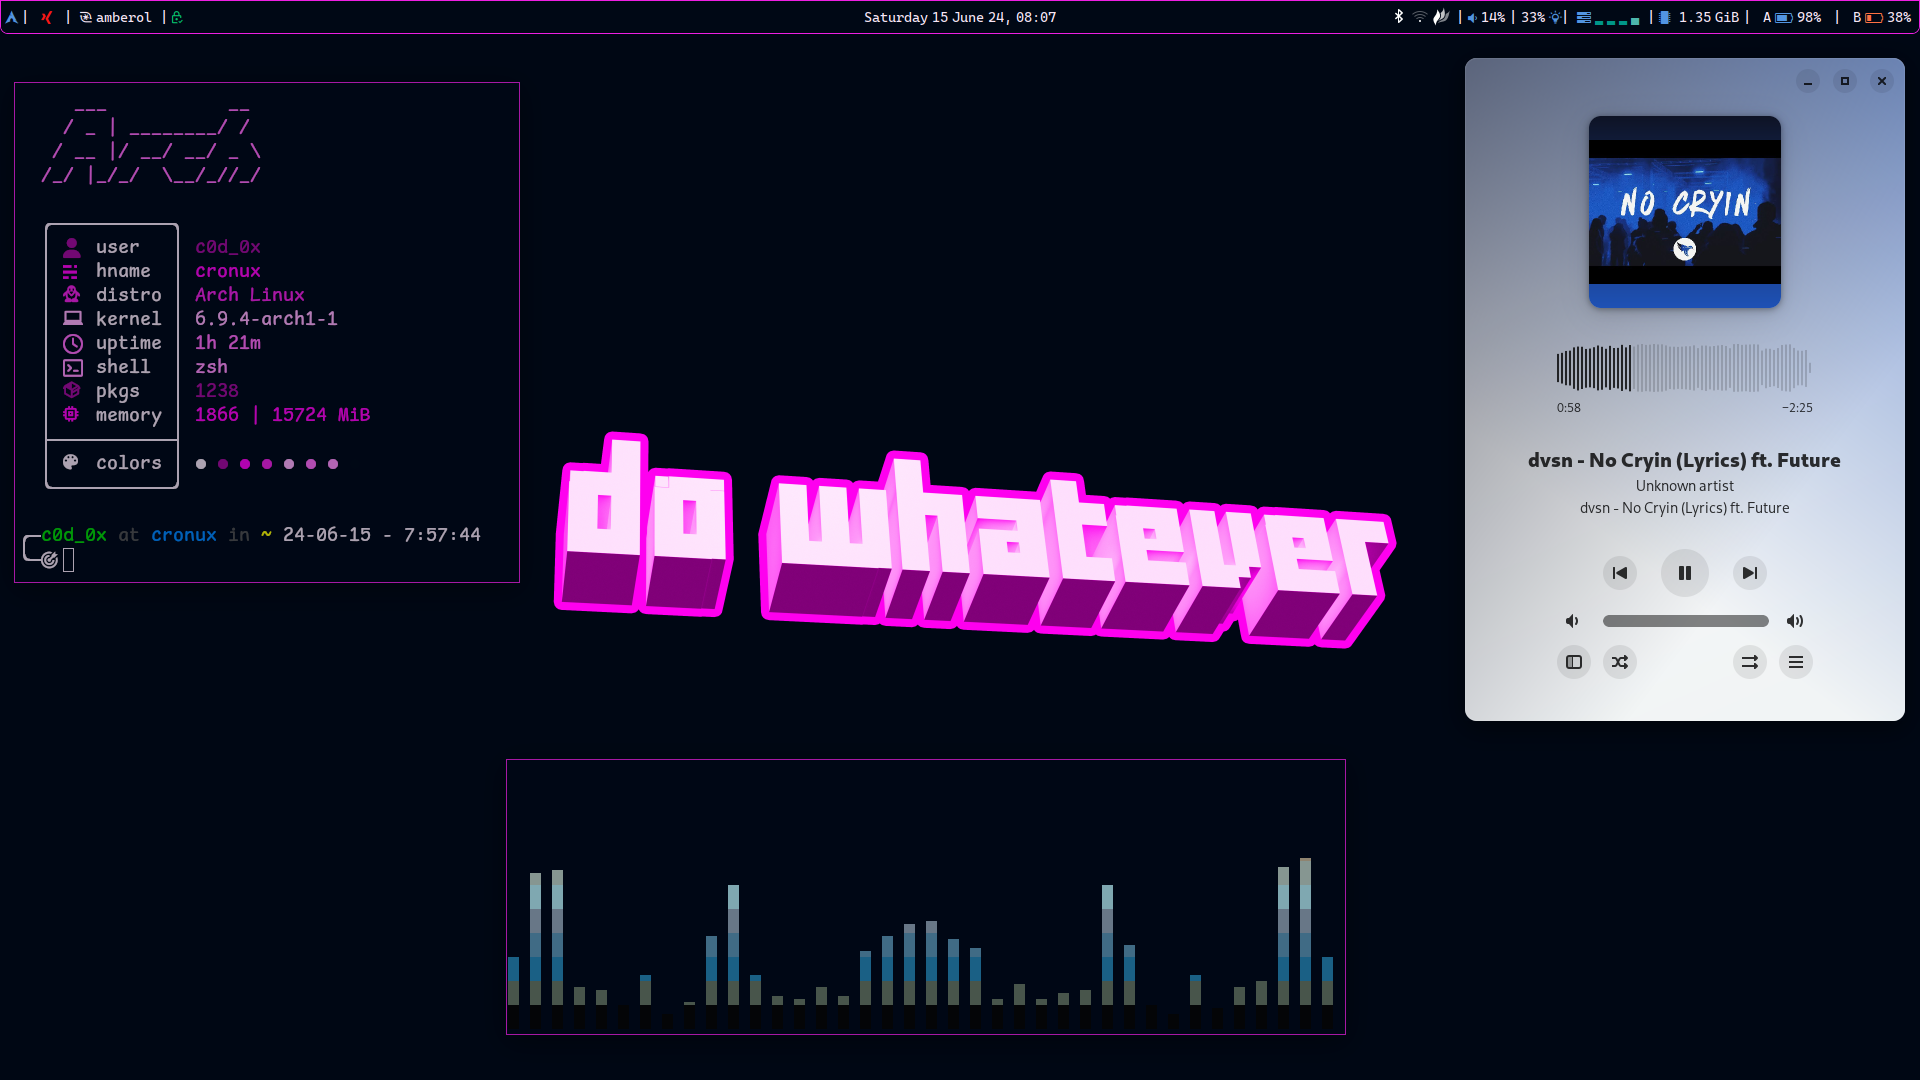 amberol
Saturday 15 June 24, 08:07
14%
33%
1.35 GiB
A 98%
B 38%
user c0d_0x
hname cronux
distro Arch Linux
kernel 6.9.4-arch1-1
uptime 1h 21m
shell zsh
pkgs 1238
memory 1866 | 15724 MiB
colors
c0d_0x at cronux in ~ 24-06-15 - 7:57:44
do whatever
NO CRYIN
0:58
−2:25
dvsn - No Cryin (Lyrics) ft. Future
Unknown artist
dvsn - No Cryin (Lyrics) ft. Future